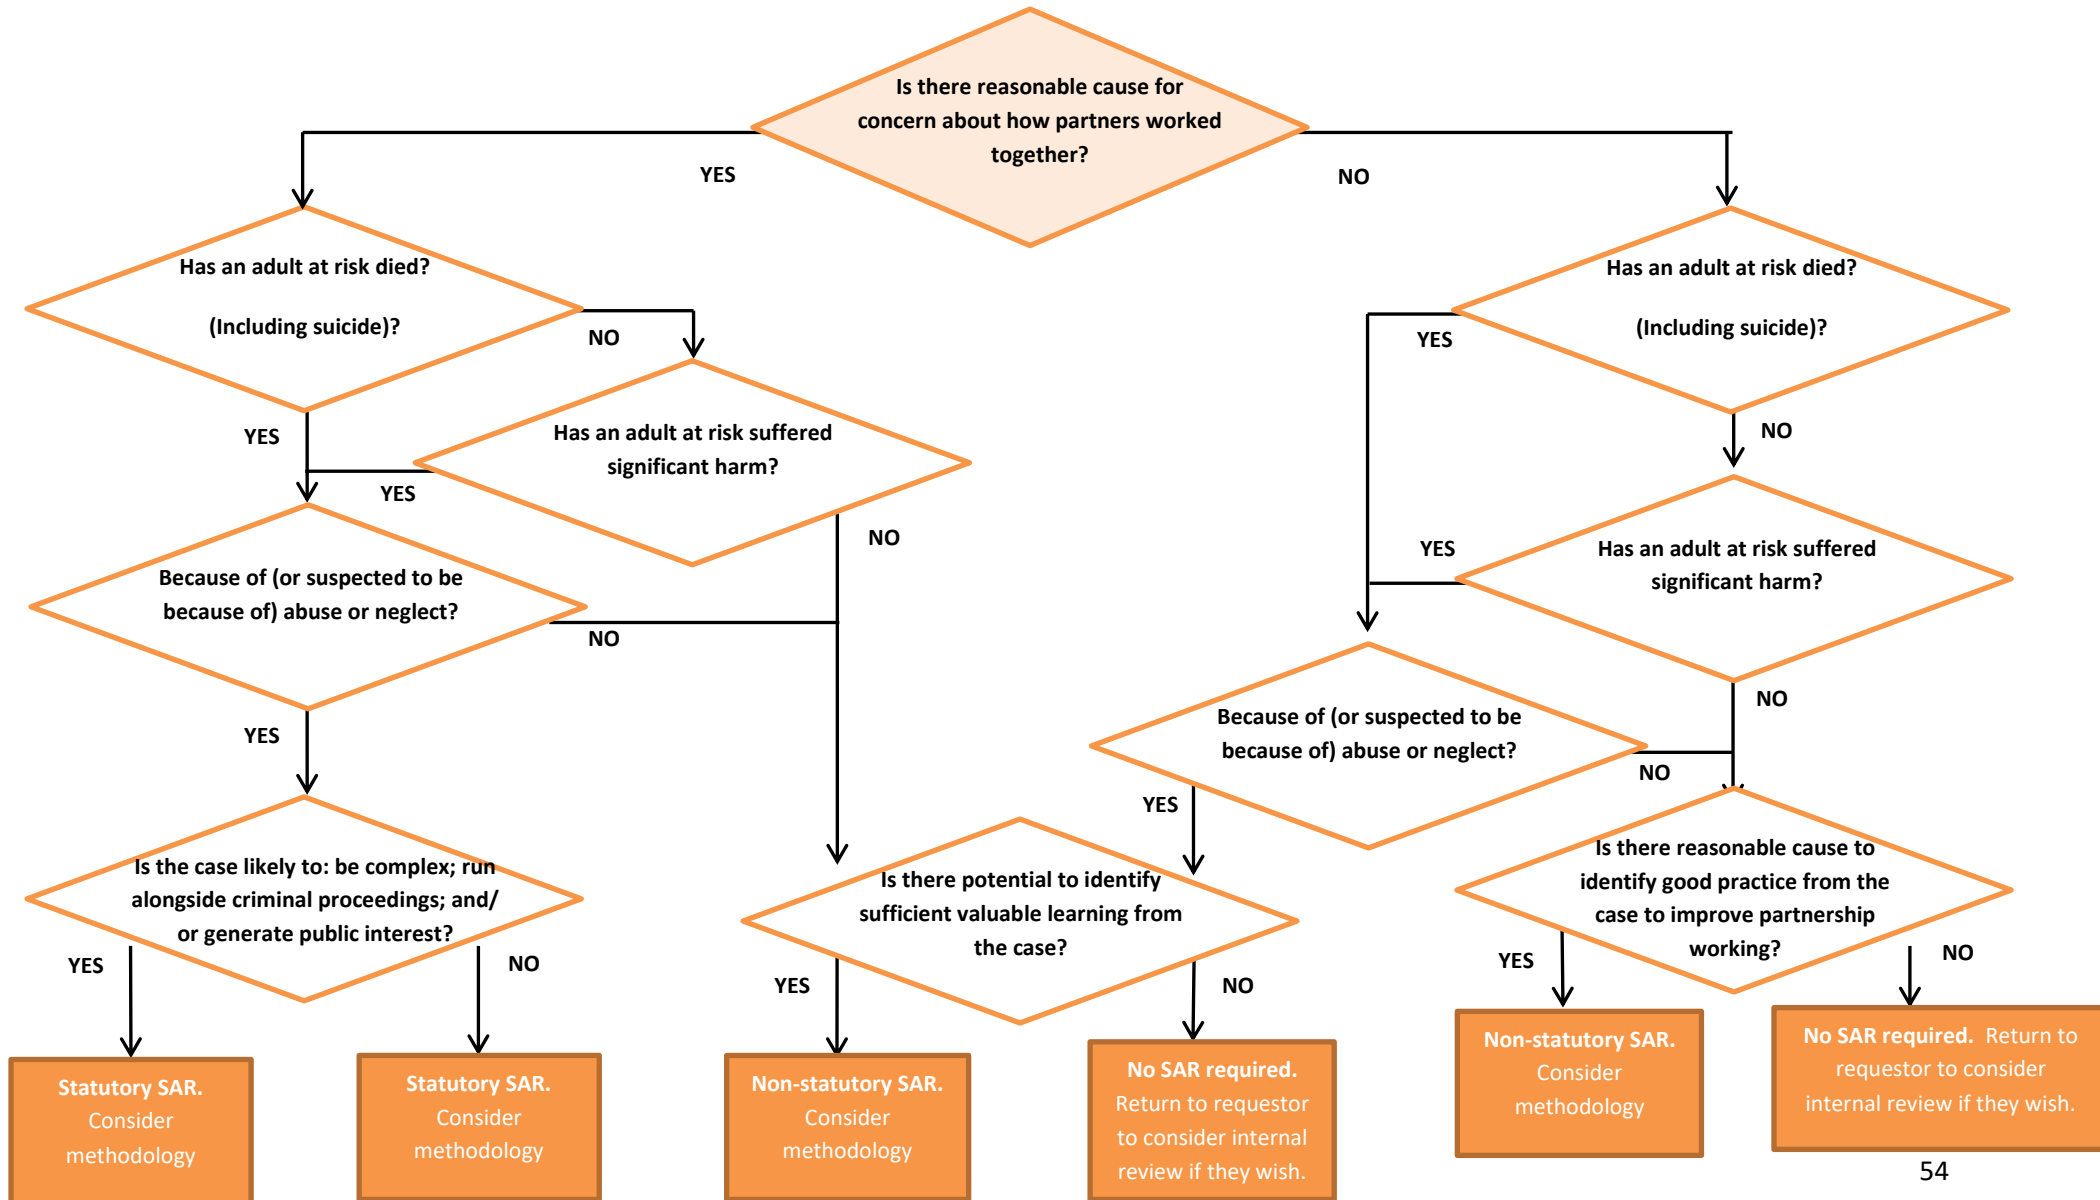 Is there reasonable cause for
concern about how partners worked
together?
YES
NO
Has an adult at risk died?
(Including suicide)?
NO
YES
Has an adult at risk suffered
significant harm?
YES
NO
Because of (or suspected to be
because of) abuse or neglect?
NO
YES
Is the case likely to: be complex; run
alongside criminal proceedings; and/
or generate public interest?
YES
NO
Has an adult at risk died?
(Including suicide)?
YES
NO
Has an adult at risk suffered
significant harm?
YES
NO
Because of (or suspected to be
because of) abuse or neglect?
NO
YES
Is there potential to identify
sufficient valuable learning from
the case?
YES
NO
Is there reasonable cause to
identify good practice from the
case to improve partnership
working?
YES
NO
Statutory SAR.
Consider
methodology
Statutory SAR.
Consider
methodology
Non-statutory SAR.
Consider
methodology
No SAR required.
Return to requestor
to consider internal
review if they wish.
Non-statutory SAR.
Consider
methodology
No SAR required. Return to
requestor to consider
internal review if they wish.
54